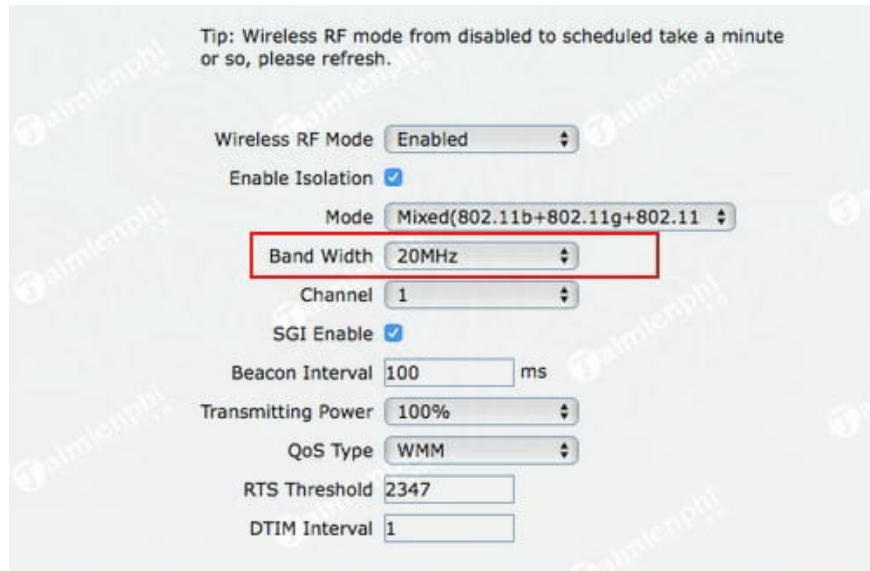 Tip: Wireless RF mode from disabled to scheduled take a minute
or so, please refresh.
Wireless RF Mode Enabled
Enable Isolation
Mode Mixed(802.11b+802.11g+802.11
Band Width 20MHz
Channel 1
SGI Enable
Beacon Interval 100 ms
Transmitting Power 100%
QoS Type WMM
RTS Threshold 2347
DTIM Interval 1
Taimienphi